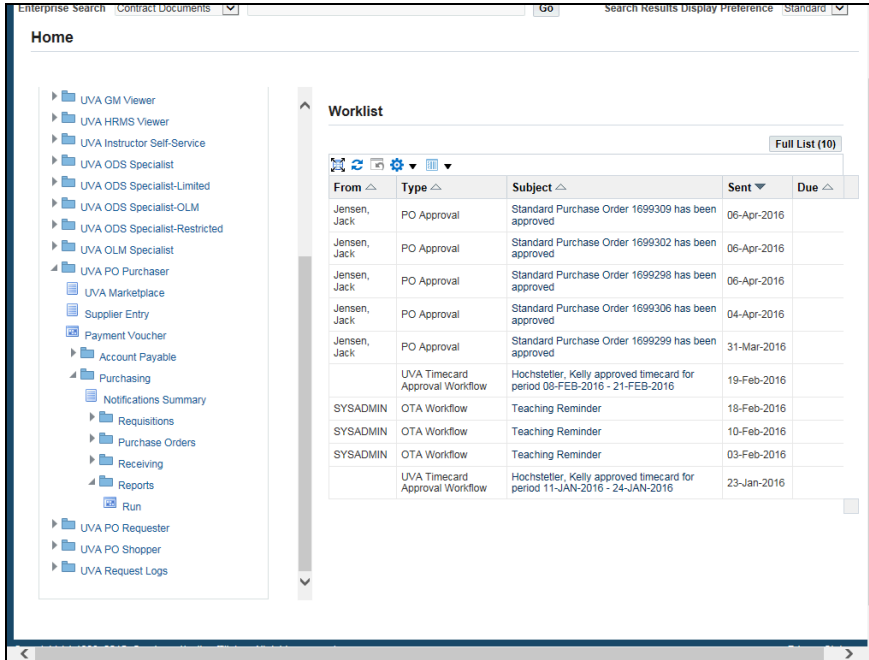 Enterprise Search Contract Documents Go Search Results Display Preference Standard
Home
UVA GM Viewer
UVA HRMS Viewer
UVA Instructor Self-Service
UVA ODS Specialist
UVA ODS Specialist-Limited
UVA ODS Specialist-OLM
UVA ODS Specialist-Restricted
UVA OLM Specialist
UVA PO Purchaser
UVA Marketplace
Supplier Entry
Payment Voucher
Account Payable
Purchasing
Notifications Summary
Requisitions
Purchase Orders
Receiving
Reports
Run
UVA PO Requester
UVA PO Shopper
UVA Request Logs
Worklist
Full List (10)
From Type Subject Sent Due
Jensen, Standard Purchase Order 1699309 has been
Jack PO Approval approved 06-Apr-2016
Jensen, Standard Purchase Order 1699302 has been
Jack PO Approval approved 06-Apr-2016
Jensen, Standard Purchase Order 1699298 has been
Jack PO Approval approved 06-Apr-2016
Jensen, Standard Purchase Order 1699306 has been
Jack PO Approval approved 04-Apr-2016
Jensen, Standard Purchase Order 1699299 has been
Jack PO Approval approved 31-Mar-2016
UVA Timecard Hochstetler, Kelly approved timecard for
Approval Workflow period 08-FEB-2016 - 21-FEB-2016 19-Feb-2016
SYSADMIN OTA Workflow Teaching Reminder 18-Feb-2016
SYSADMIN OTA Workflow Teaching Reminder 10-Feb-2016
SYSADMIN OTA Workflow Teaching Reminder 03-Feb-2016
UVA Timecard Hochstetler, Kelly approved timecard for
Approval Workflow period 11-JAN-2016 - 24-JAN-2016 23-Jan-2016